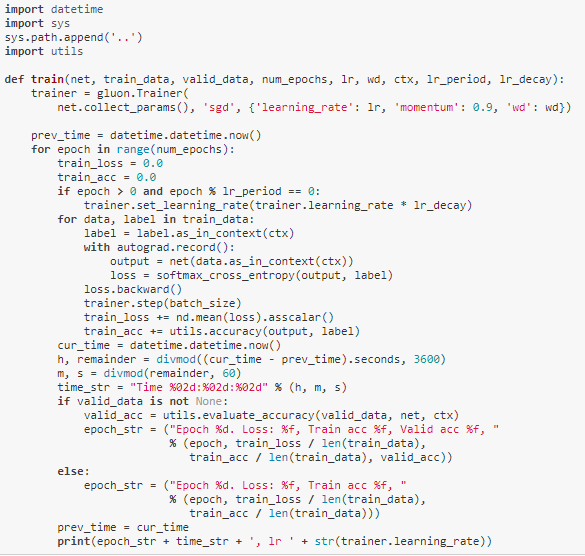 import datetime
import sys
sys.path.append('..')
import utils

def train(net, train_data, valid_data, num_epochs, lr, wd, ctx, lr_period, lr_decay):
    trainer = gluon.Trainer(
        net.collect_params(), 'sgd', {'learning_rate': lr, 'momentum': 0.9, 'wd': wd})

    prev_time = datetime.datetime.now()
    for epoch in range(num_epochs):
        train_loss = 0.0
        train_acc = 0.0
        if epoch > 0 and epoch % lr_period == 0:
            trainer.set_learning_rate(trainer.learning_rate * lr_decay)
        for data, label in train_data:
            label = label.as_in_context(ctx)
            with autograd.record():
                output = net(data.as_in_context(ctx))
                loss = softmax_cross_entropy(output, label)
            loss.backward()
            trainer.step(batch_size)
            train_loss += nd.mean(loss).asscalar()
            train_acc += utils.accuracy(output, label)
        cur_time = datetime.datetime.now()
        h, remainder = divmod((cur_time - prev_time).seconds, 3600)
        m, s = divmod(remainder, 60)
        time_str = "Time %02d:%02d:%02d" % (h, m, s)
        if valid_data is not None:
            valid_acc = utils.evaluate_accuracy(valid_data, net, ctx)
            epoch_str = ("Epoch %d. Loss: %f, Train acc %f, Valid acc %f, "
                         % (epoch, train_loss / len(train_data),
                            train_acc / len(train_data), valid_acc))
        else:
            epoch_str = ("Epoch %d. Loss: %f, Train acc %f, "
                         % (epoch, train_loss / len(train_data),
                            train_acc / len(train_data)))
        prev_time = cur_time
        print(epoch_str + time_str + ', lr ' + str(trainer.learning_rate))